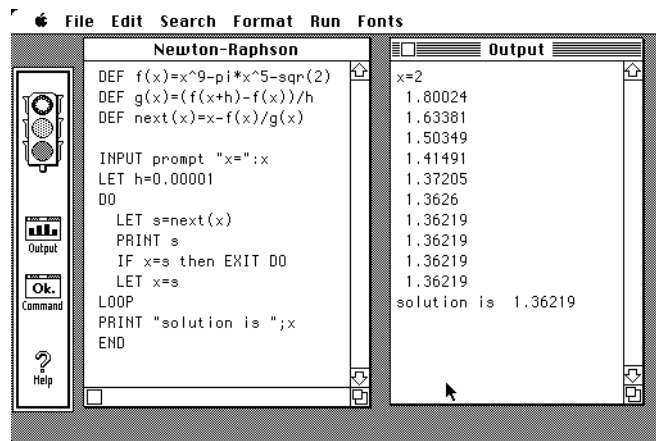 File Edit Search Format Run Fonts
Newton-Raphson
DEF f(x)=x^9-pi*x^5-sqr(2)
DEF g(x)=(f(x+h)-f(x))/h
DEF next(x)=x-f(x)/g(x)
INPUT prompt "x=":x
LET h=0.00001
DO
LET s=next(x)
PRINT s
IF x=s then EXIT DO
LET x=s
LOOP
PRINT "solution is ";x
END
Output
x=2
1.80024
1.63381
1.50349
1.41491
1.37205
1.3626
1.36219
1.36219
1.36219
1.36219
solution is 1.36219
Output
Ok.
Command
?
Help